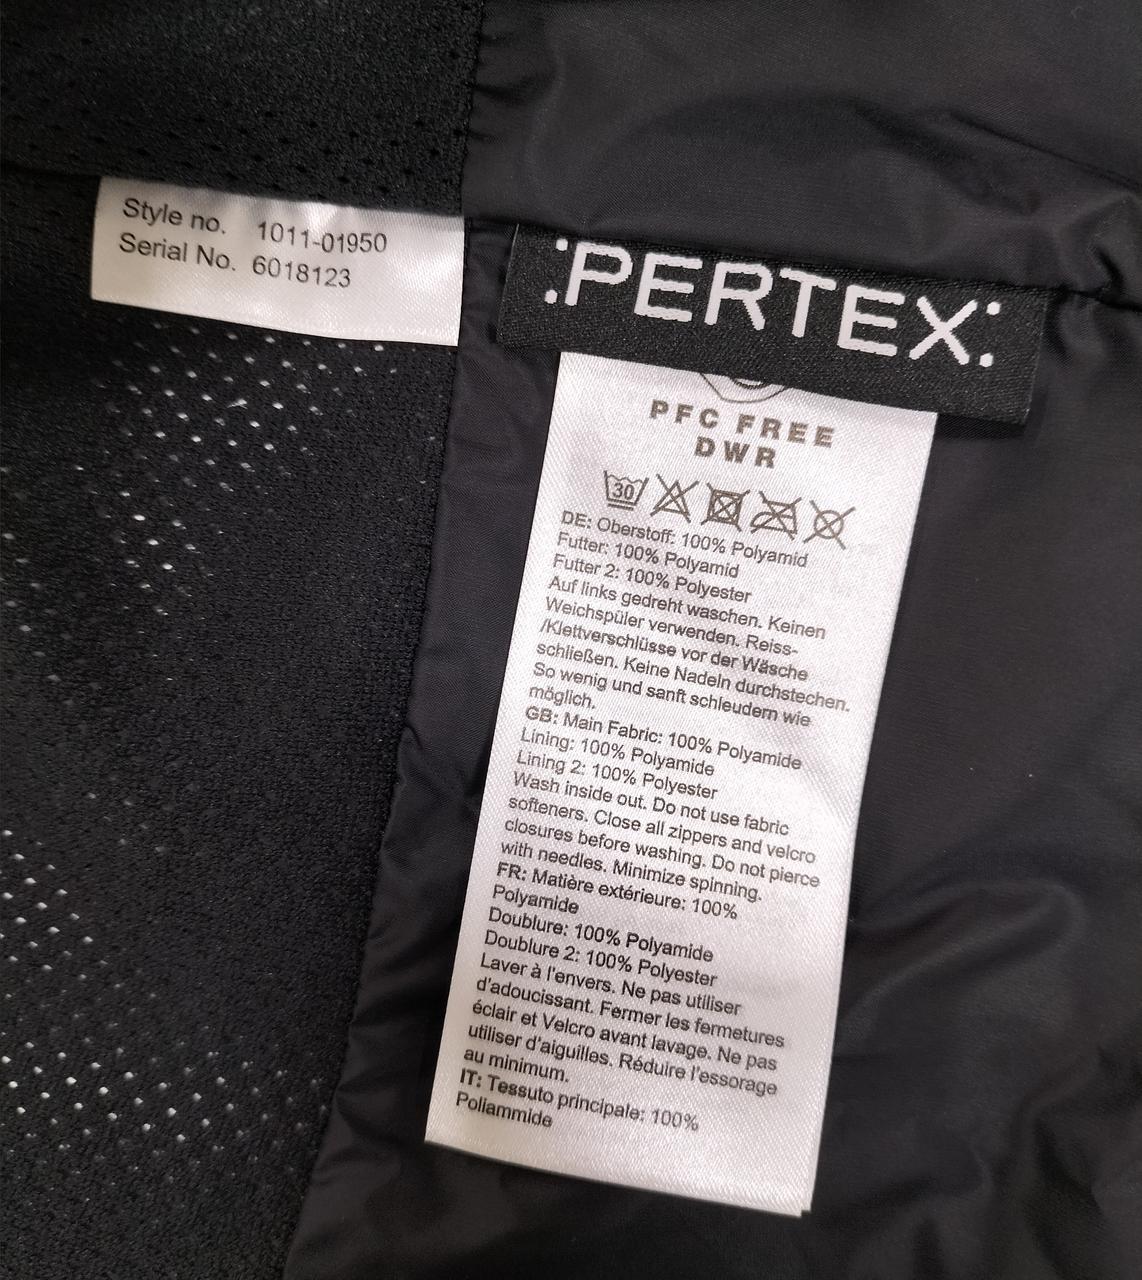 Style no. 1011-01950
Serial No. 6018123
PERTEX
PFC FREE
DWR
30
DE: Oberstoff: 100% Polyamid
Futter: 100% Polyamid
Futter 2: 100% Polyester
Auf links gedreht waschen. Keinen
Weichspüler verwenden. Reiss-
/Klettverschlüsse vor der Wäsche
schließen. Keine Nadeln durchstechen.
So wenig und sanft schleudern wie
möglich.
GB: Main Fabric: 100% Polyamide
Lining: 100% Polyamide
Lining 2: 100% Polyester
Wash inside out. Do not use fabric
softeners. Close all zippers and velcro
closures before washing. Do not pierce
with needles. Minimize spinning.
FR: Matière extérieure: 100%
Polyamide
Doublure: 100% Polyamide
Doublure 2: 100% Polyester
Laver à l'envers. Ne pas utiliser
d'adoucissant. Fermer les fermetures
éclair et Velcro avant lavage. Ne pas
utiliser d'aiguilles. Réduire l'essorage
au minimum.
IT: Tessuto principale: 100%
Poliammide